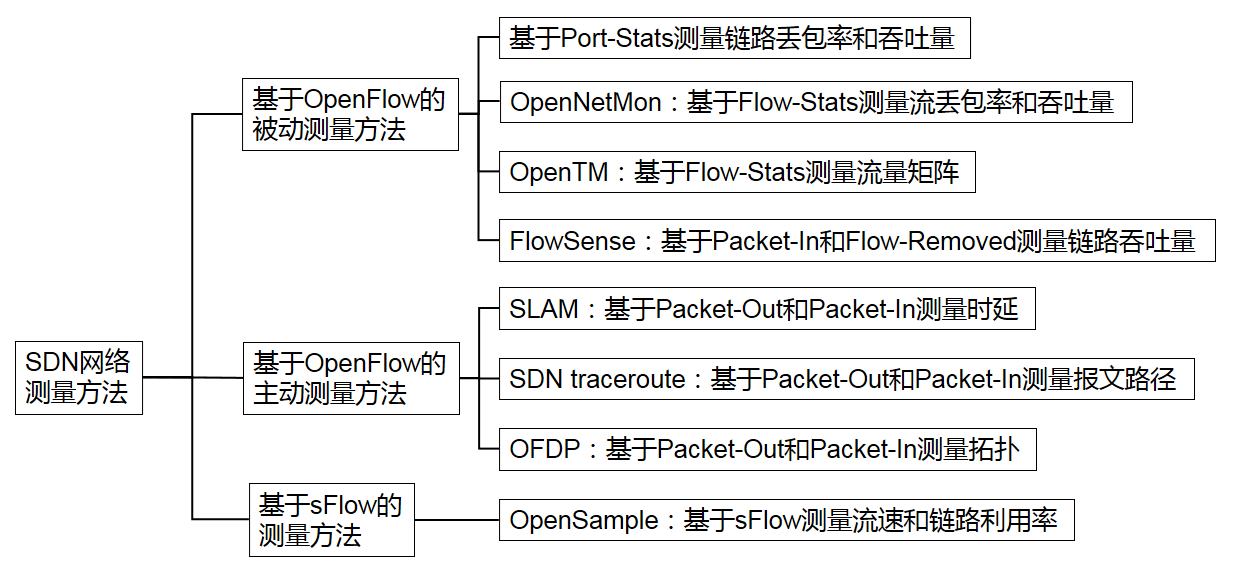 SDN网络
测量方法
基于OpenFlow的
被动测量方法
基于Port-Stats测量链路丢包率和吞吐量
OpenNetMon：基于Flow-Stats测量流丢包率和吞吐量
OpenTM：基于Flow-Stats测量流量矩阵
FlowSense：基于Packet-In和Flow-Removed测量链路吞吐量
基于OpenFlow的
主动测量方法
SLAM：基于Packet-Out和Packet-In测量时延
SDN traceroute：基于Packet-Out和Packet-In测量报文路径
OFDP：基于Packet-Out和Packet-In测量拓扑
基于sFlow的
测量方法
OpenSample：基于sFlow测量流速和链路利用率